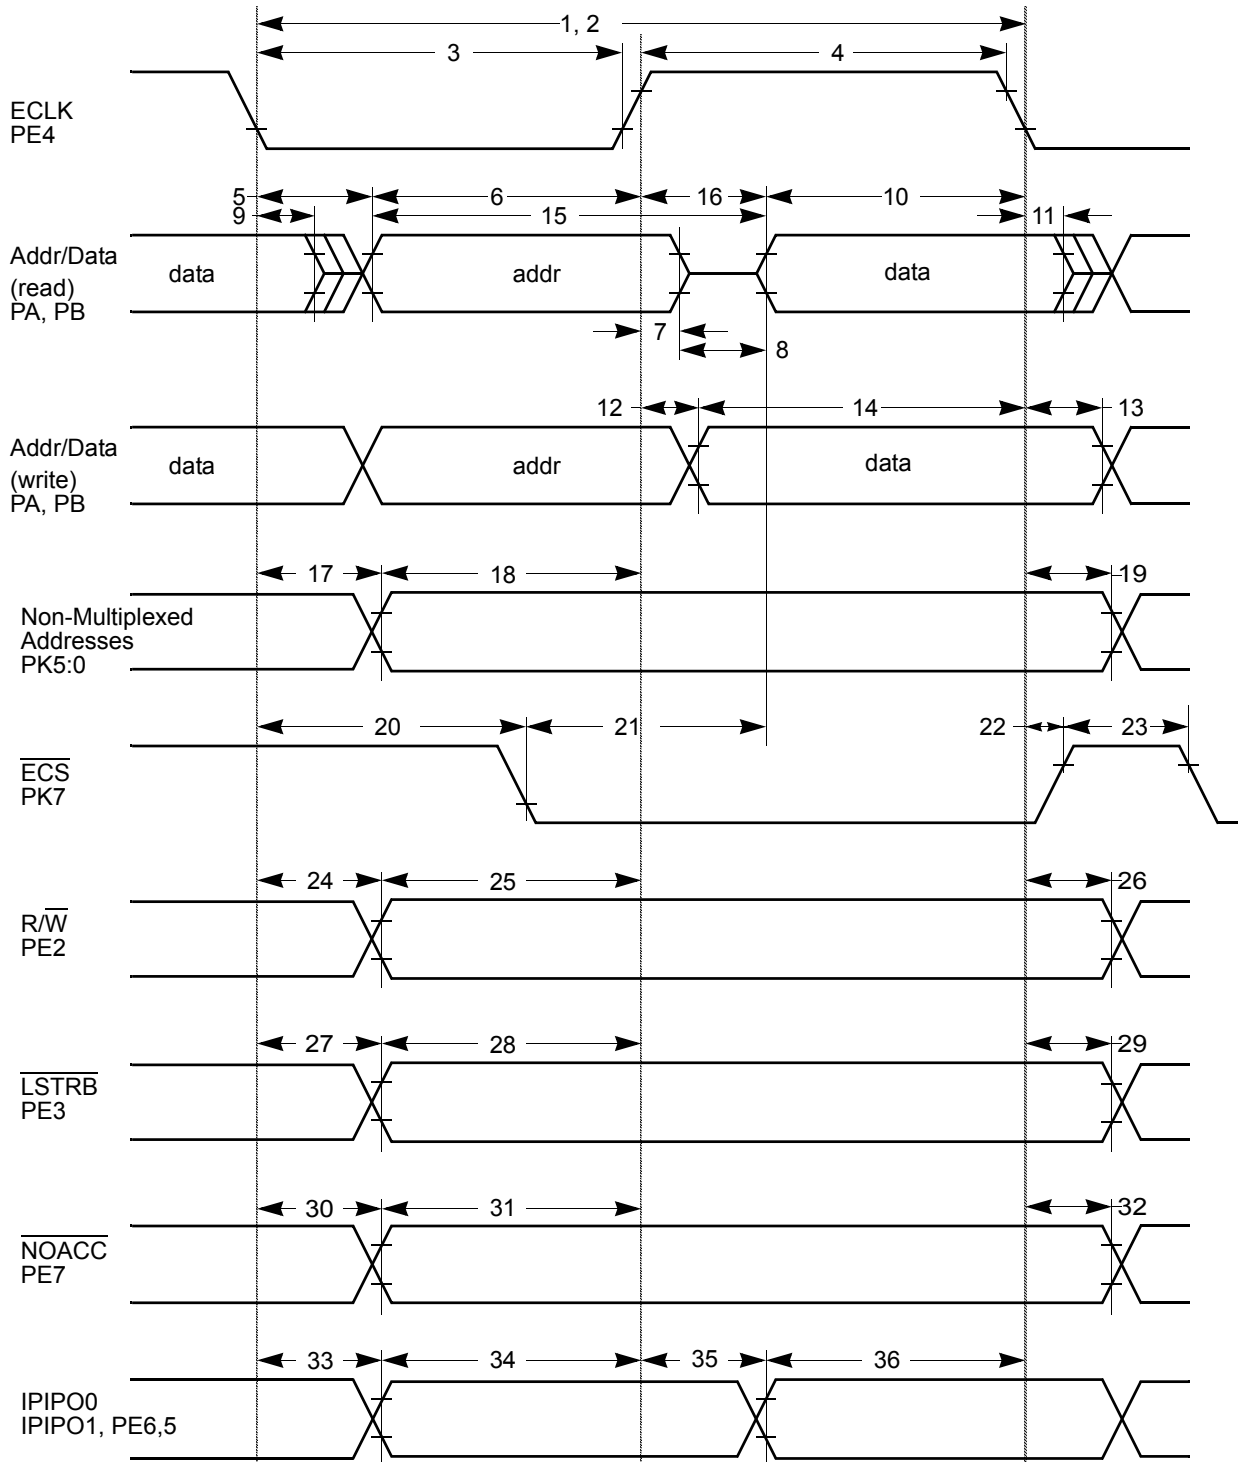 1, 2
3
4
ECLK
PE4
5
6
16
10
9
15
11
Addr/Data
(read)
PA, PB
data
addr
data
7
8
12
14
13
Addr/Data
(write)
PA, PB
data
addr
data
17
18
19
Non-Multiplexed
Addresses
PK5:0
20
21
22
23
ECS
PK7
24
25
26
R/W
PE2
27
28
29
LSTRB
PE3
30
31
32
NOACC
PE7
33
34
35
36
IPIPO0
IPIPO1, PE6,5